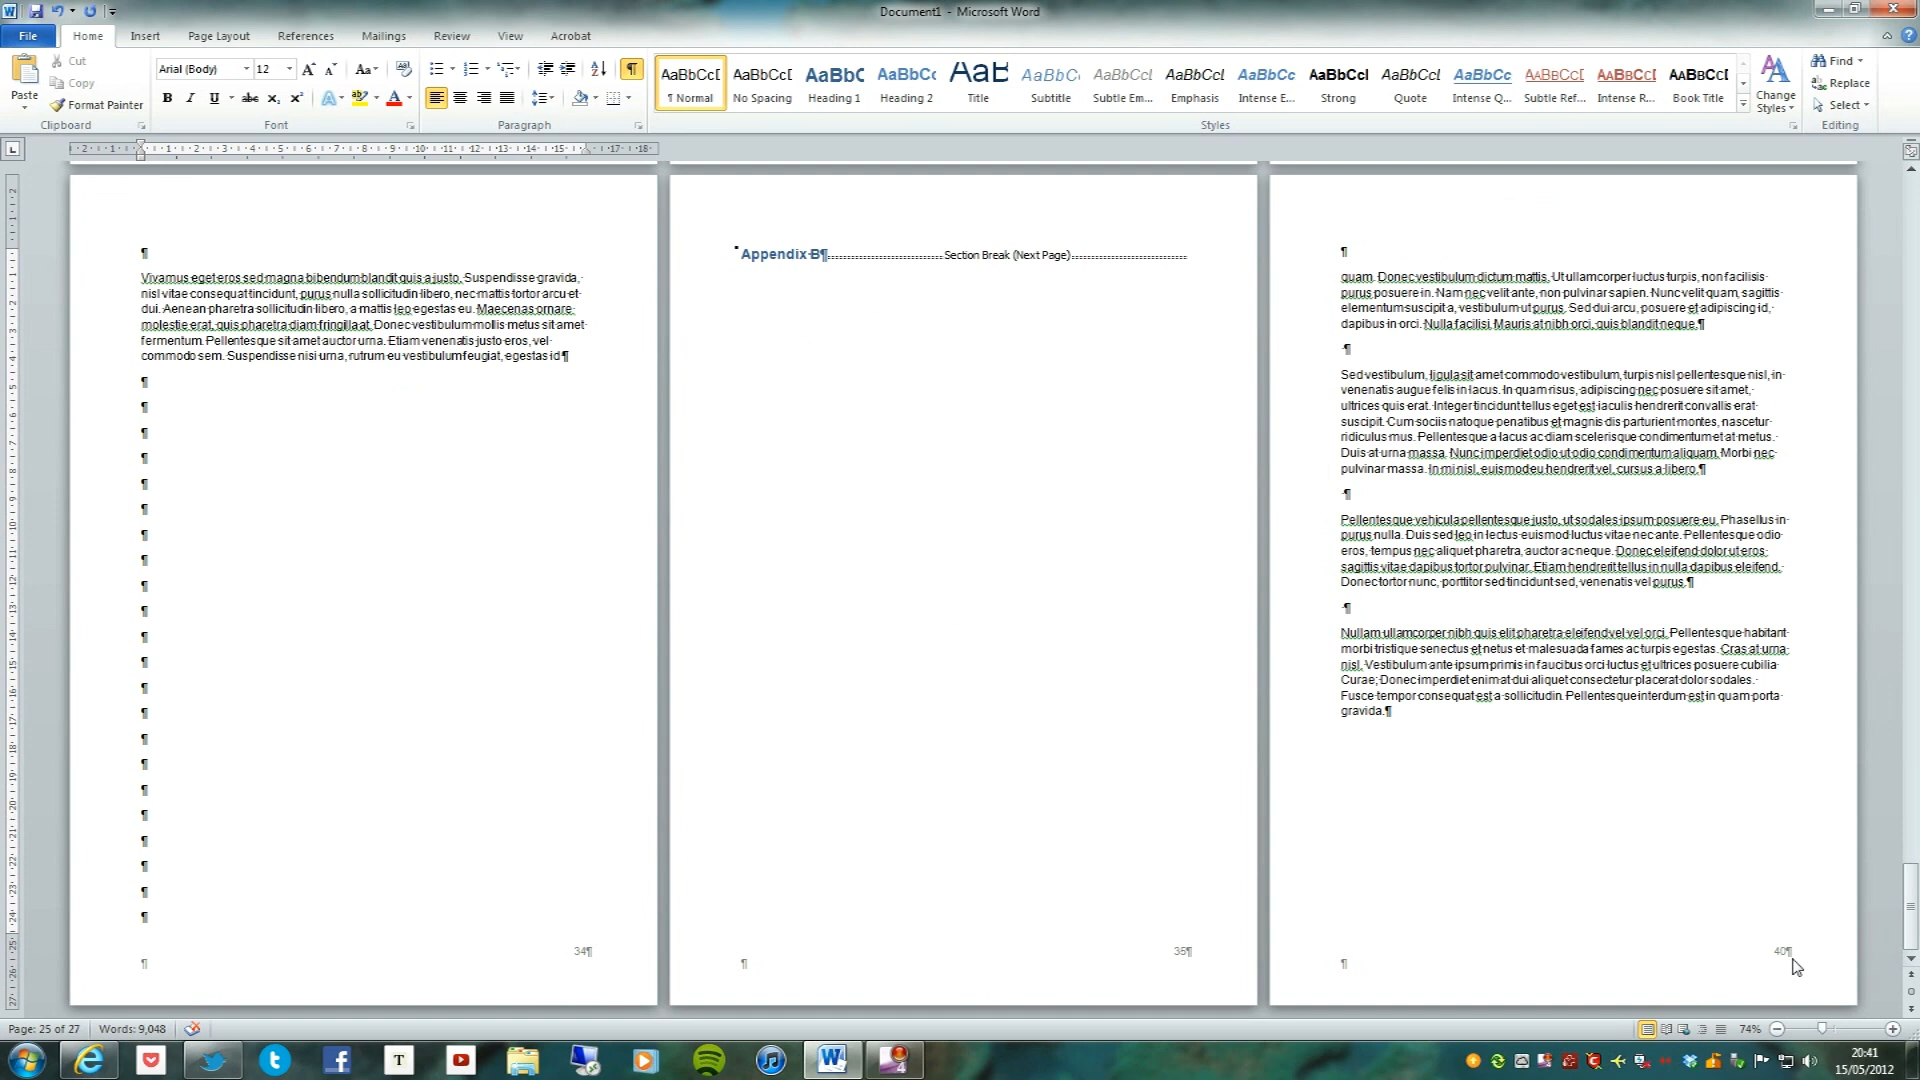 Document1 - Microsoft Word
File Home Insert Page Layout References Mailings Review View Acrobat
Paste
Cut
Copy
Format Painter
Clipboard
Arial (Body) 12
Font
Paragraph
AaBbCcI AaBbCcI AaBbC AaBbCc AaB AaBbC AaBbCcI AaBbCcI AaBbCc AaBbCcI AaBbCcI AaBbCc AABBCCI AABBCCI AABBCCI
¶ Normal No Spacing Heading 1 Heading 2 Title Subtitle Subtle Em... Emphasis Intense E... Strong Quote Intense Q... Subtle Ref... Intense R... Book Title
Styles
Change Styles
Find
Replace
Select
Editing
Vivamus eget eros sed magna bibendum blandit quis a justo. Suspendisse gravida,
nisl vitae consequat tincidunt, purus nulla sollicitudin libero, nec mattis tortor arcu et
dui. Aenean pharetra sollicitudin libero, a mattis leo egestas eu. Maecenas ornare
molestie erat, quis pharetra diam fringilla at. Donec vestibulum mollis metus sit amet
fermentum. Pellentesque sit amet auctor urna. Etiam venenatis justo eros, vel
commodo sem. Suspendisse nisi urna, rutrum eu vestibulum feugiat, egestas id¶
34¶
Appendix B¶ Section Break (Next Page)
35¶
quam. Donec vestibulum dictum mattis. Ut ullamcorper luctus turpis, non facilisis
purus posuere in. Nam nec velit ante, non pulvinar sapien. Nunc velit quam, sagittis
elementum suscipit a, vestibulum ut purus. Sed dui arcu, posuere et adipiscing id,
dapibus in orci. Nulla facilisi. Mauris at nibh orci, quis blandit neque.¶
Sed vestibulum, ligula sit amet commodo vestibulum, turpis nisl pellentesque nisl, in
venenatis augue felis in lacus. In quam risus, adipiscing nec posuere sit amet,
ultrices quis erat. Integer tincidunt tellus eget est iaculis hendrerit convallis erat
suscipit. Cum sociis natoque penatibus et magnis dis parturient montes, nascetur
ridiculus mus. Pellentesque a lacus ac diam scelerisque condimentum et at metus.
Duis at urna massa. Nunc imperdiet odio ut odio condimentum aliquam. Morbi nec
pulvinar massa. In mi nisl, euismod eu hendrerit vel, cursus a libero.¶
Pellentesque vehicula pellentesque justo, ut sodales ipsum posuere eu. Phasellus in
purus nulla. Duis sed leo in lectus euismod luctus vitae nec ante. Pellentesque odio
eros, tempus nec aliquet pharetra, auctor ac neque. Donec eleifend dolor ut eros
sagittis vitae dapibus tortor pulvinar. Etiam hendrerit tellus in nulla dapibus eleifend.
Donec tortor nunc, porttitor sed tincidunt sed, venenatis vel purus.¶
Nullam ullamcorper nibh quis elit pharetra eleifend vel vel orci. Pellentesque habitant
morbi tristique senectus et netus et malesuada fames ac turpis egestas. Cras at urna
nisl. Vestibulum ante ipsum primis in faucibus orci luctus et ultrices posuere cubilia
Curae; Donec imperdiet enim at dui aliquet consectetur placerat dolor sodales.
Fusce tempor consequat est a sollicitudin. Pellentesque interdum est in quam porta
gravida.¶
40¶
Page: 25 of 27 Words: 9,048
74%
20:41
15/05/2012